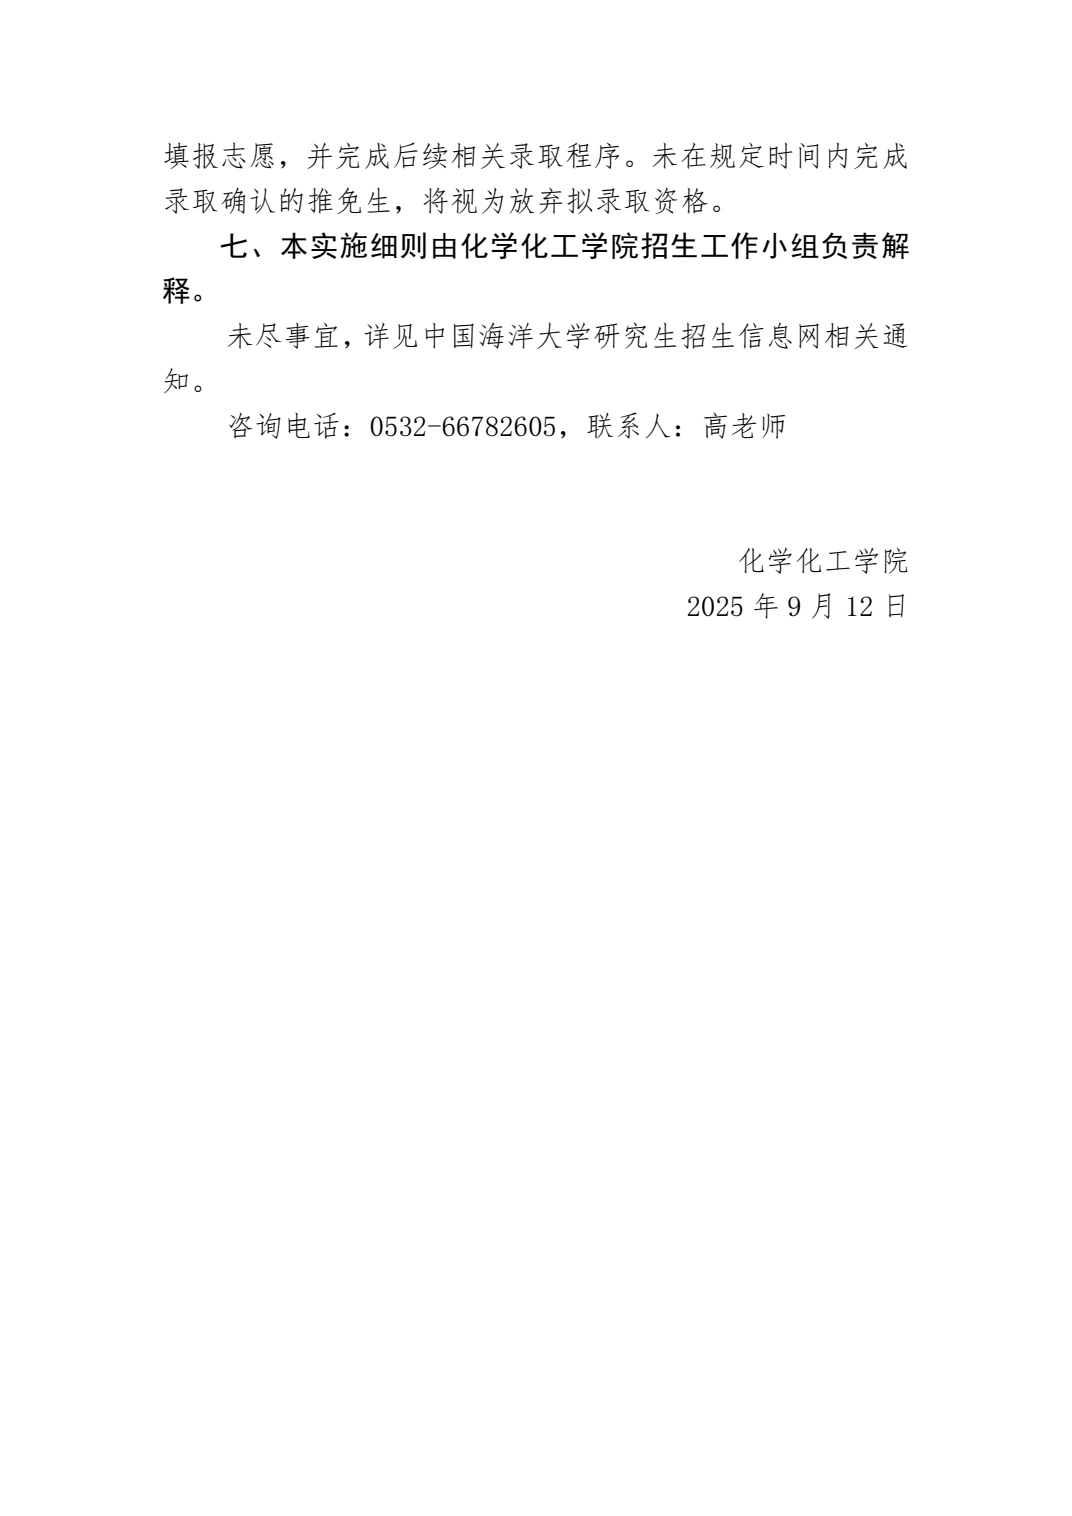 填报志愿，并完成后续相关录取程序。未在规定时间内完成
录取确认的推免生，将视为放弃拟录取资格。
七、本实施细则由化学化工学院招生工作小组负责解
释。
未尽事宜，详见中国海洋大学研究生招生信息网相关通
知。
咨询电话：0532-66782605，联系人：高老师
化学化工学院
2025 年 9 月 12 日